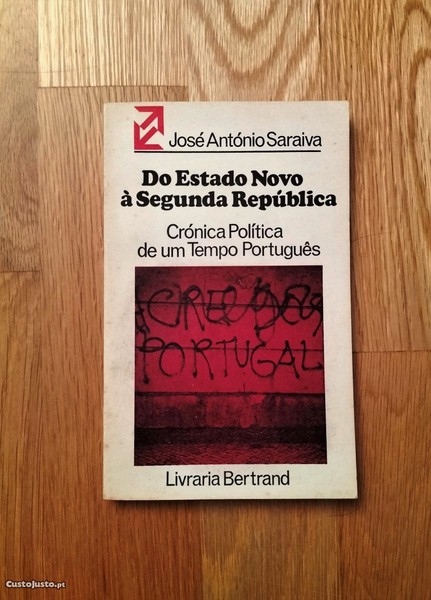 José António Saraiva
Do Estado Novo
à Segunda República
Crónica Política
de um Tempo Português
PORTUGAL
Livraria Bertrand
CustoJusto.pt